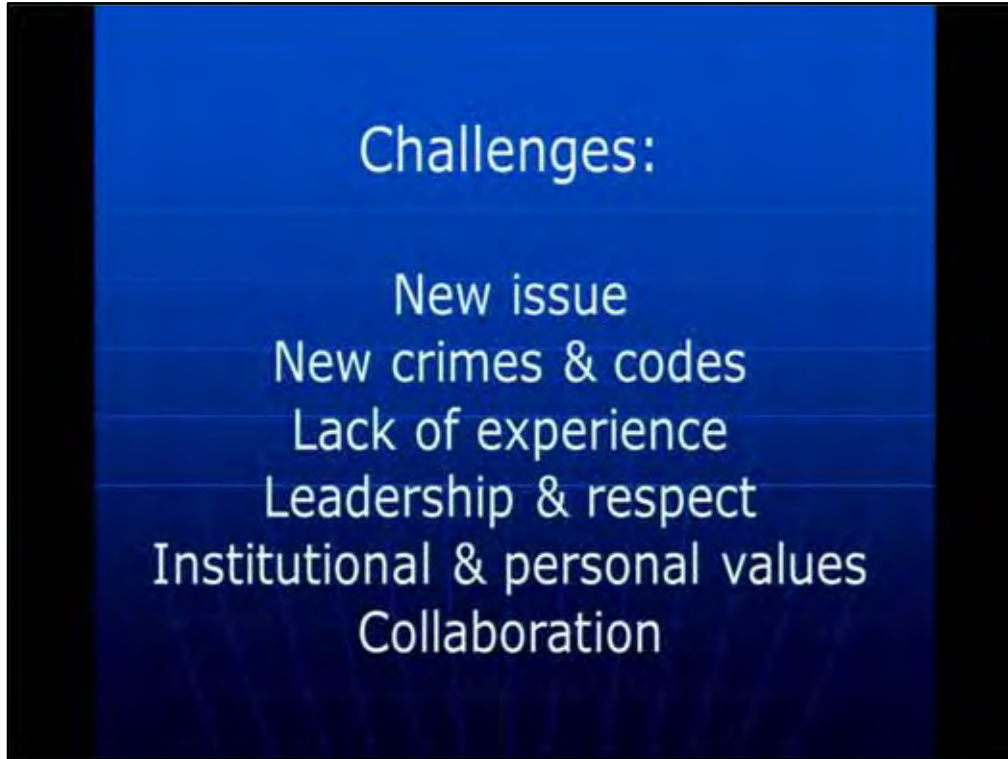 Challenges:
New issue
New crimes & codes
Lack of experience
Leadership & respect
Institutional & personal values
Collaboration